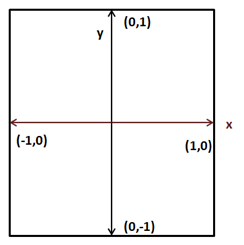 (0,1)
y
x
(-1,0)
(1,0)
(0,-1)